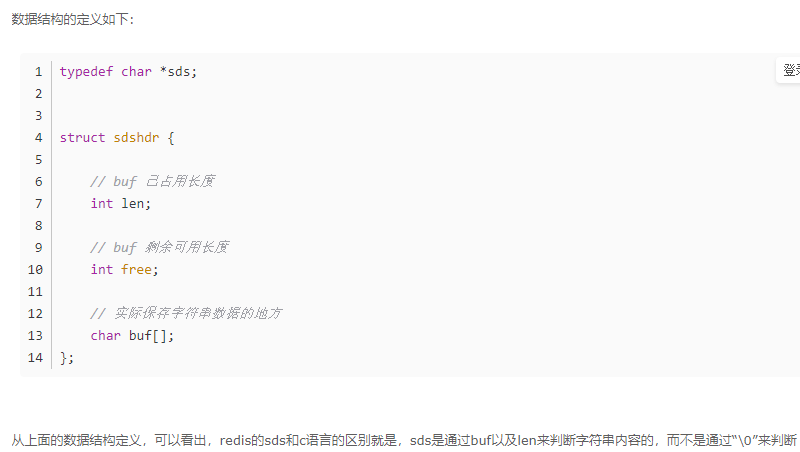 数据结构的定义如下：
1 typedef char *sds;
2
3
4 struct sdshdr {
5
6 // buf 已占用长度
7 int len;
8
9 // buf 剩余可用长度
10 int free;
11
12 // 实际保存字符串数据的地方
13 char buf[];
14 };
登录
从上面的数据结构定义，可以看出，redis的sds和c语言的区别就是，sds是通过buf以及len来判断字符串内容的，而不是通过“\0”来判断